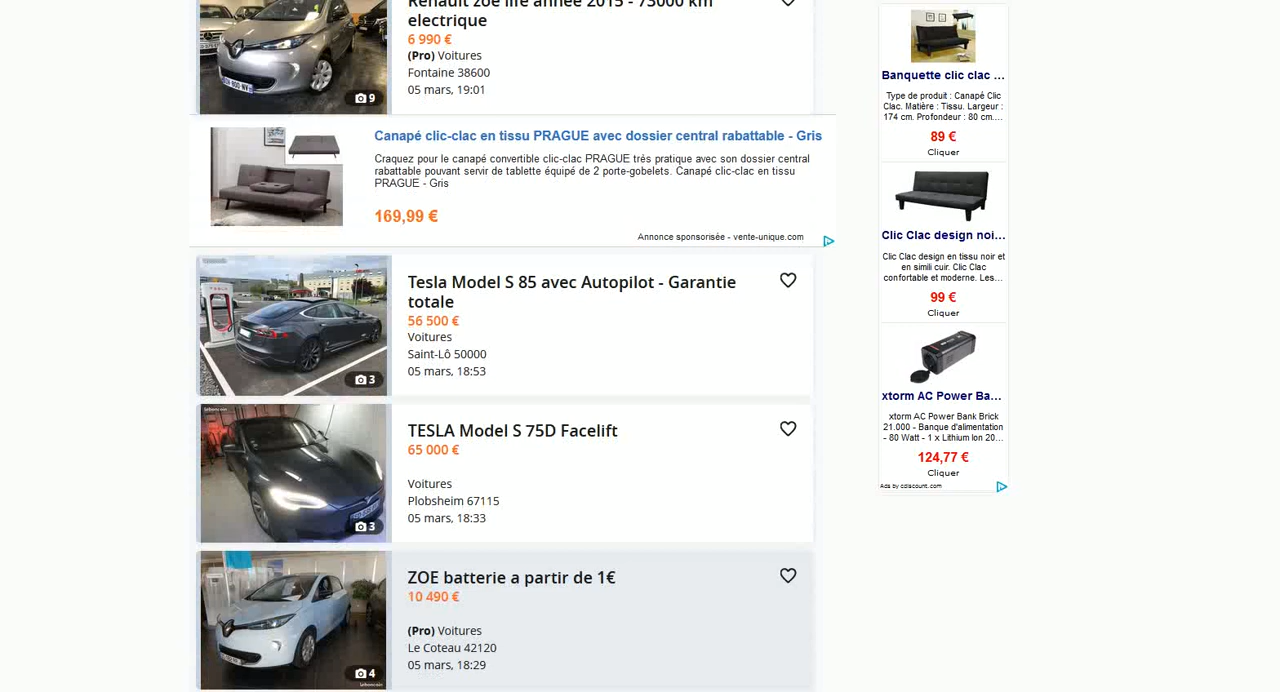 Renault zoe life annee 2015 - 73000 km
electrique
6 990 €
(Pro) Voitures
Fontaine 38600
05 mars, 19:01
9
Canapé clic-clac en tissu PRAGUE avec dossier central rabattable - Gris
Craquez pour le canapé convertible clic-clac PRAGUE trés pratique avec son dossier central
rabattable pouvant servir de tablette équipé de 2 porte-gobelets. Canapé clic-clac en tissu
PRAGUE - Gris
169,99 €
Annonce sponsorisée - vente-unique.com
Tesla Model S 85 avec Autopilot - Garantie
totale
56 500 €
Voitures
Saint-Lô 50000
05 mars, 18:53
3
TESLA Model S 75D Facelift
65 000 €
Voitures
Plobsheim 67115
05 mars, 18:33
3
ZOE batterie a partir de 1€
10 490 €
(Pro) Voitures
Le Coteau 42120
05 mars, 18:29
4
Banquette clic clac ...
Type de produit : Canapé Clic
Clac. Matière : Tissu. Largeur :
174 cm. Profondeur : 80 cm....
89 €
Cliquer
Clic Clac design noi...
Clic Clac design en tissu noir et
en simili cuir. Clic Clac
confortable et moderne. Les...
99 €
Cliquer
xtorm AC Power Ba...
xtorm AC Power Bank Brick
21.000 - Banque d'alimentation
- 80 Watt - 1 x Lithium Ion 20...
124,77 €
Cliquer
Ads by cdiscount.com